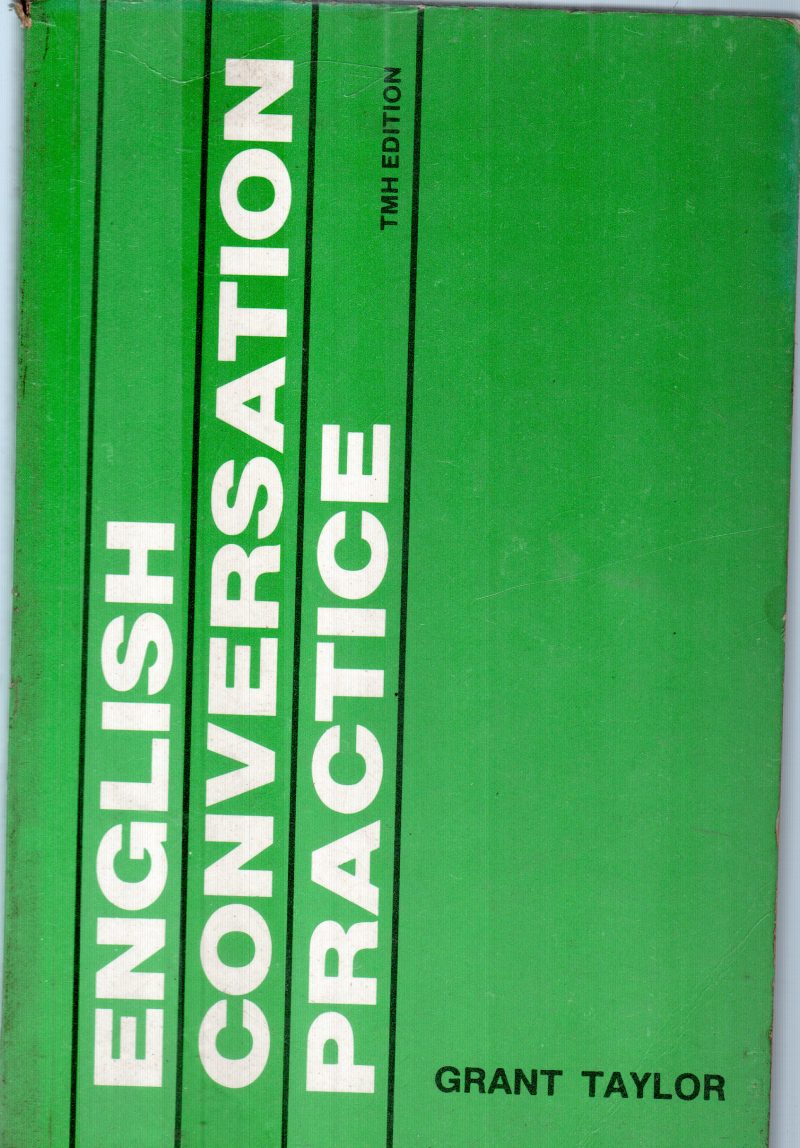 ENGLISH
CONVERSATION
PRACTICE
TMH EDITION
GRANT TAYLOR